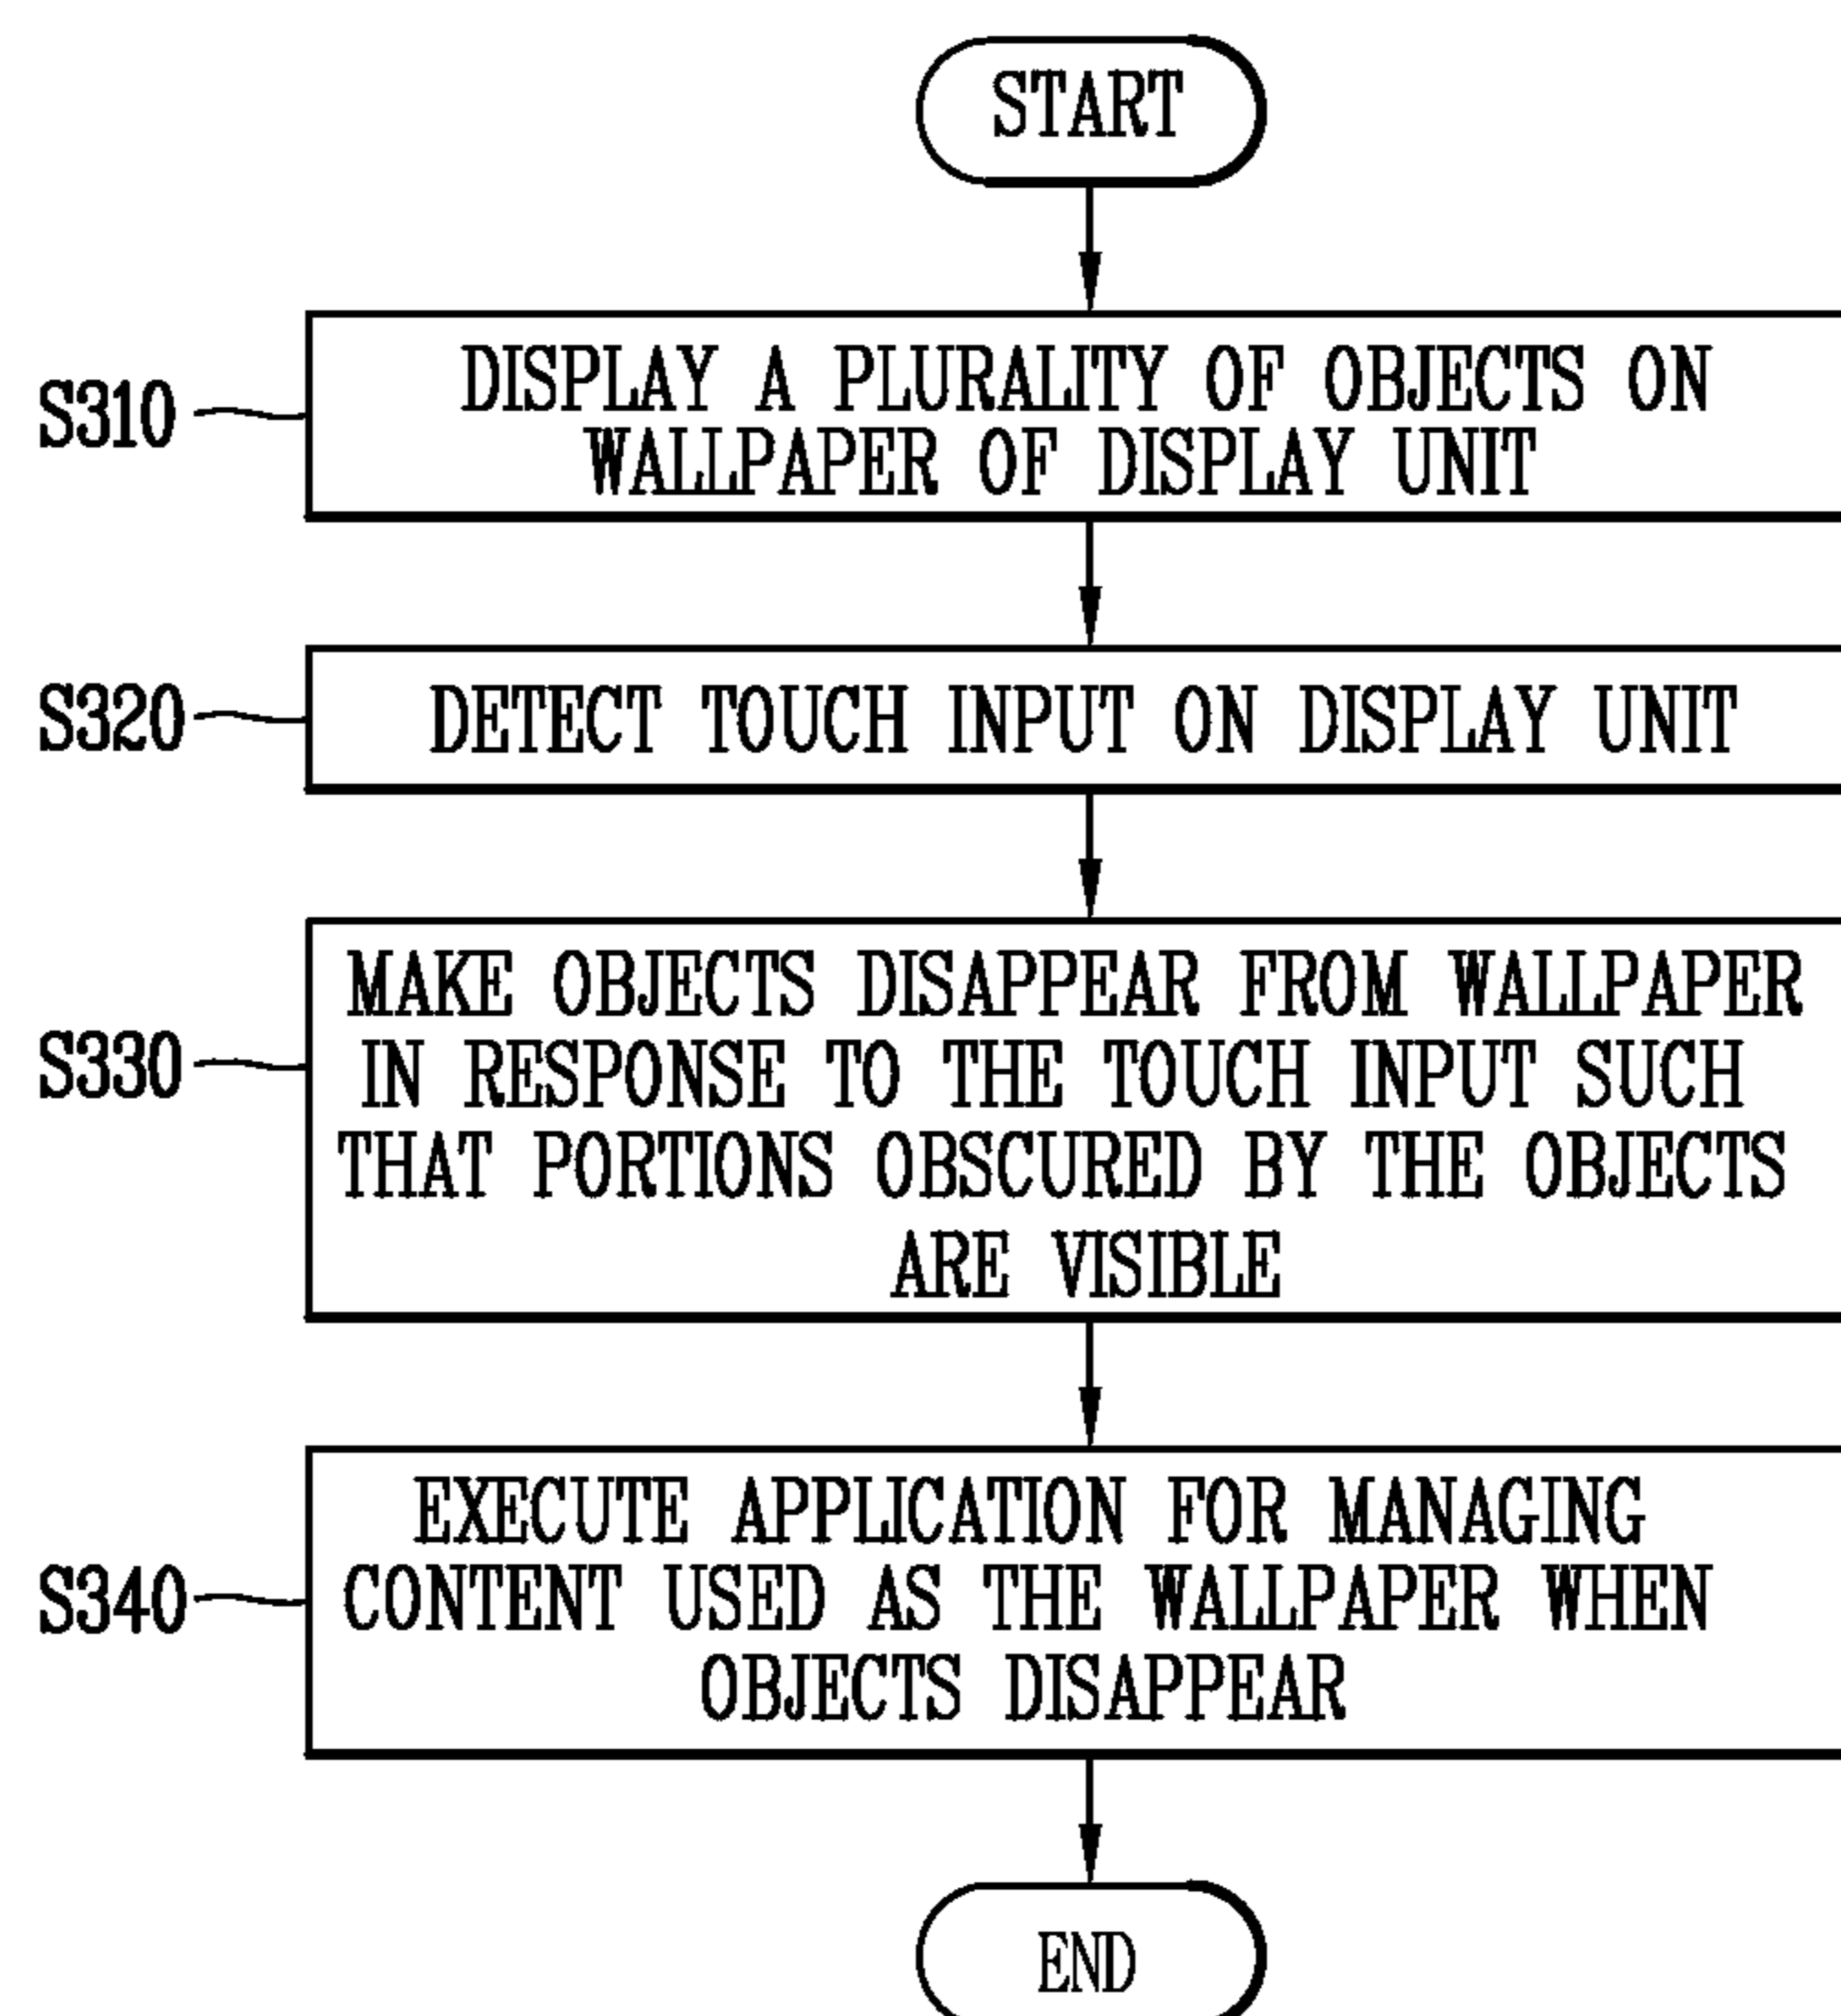 START
S310
DISPLAY A PLURALITY OF OBJECTS ON
WALLPAPER OF DISPLAY UNIT
S320
DETECT TOUCH INPUT ON DISPLAY UNIT
S330
MAKE OBJECTS DISAPPEAR FROM WALLPAPER
IN RESPONSE TO THE TOUCH INPUT SUCH
THAT PORTIONS OBSCURED BY THE OBJECTS
ARE VISIBLE
S340
EXECUTE APPLICATION FOR MANAGING
CONTENT USED AS THE WALLPAPER WHEN
OBJECTS DISAPPEAR
END